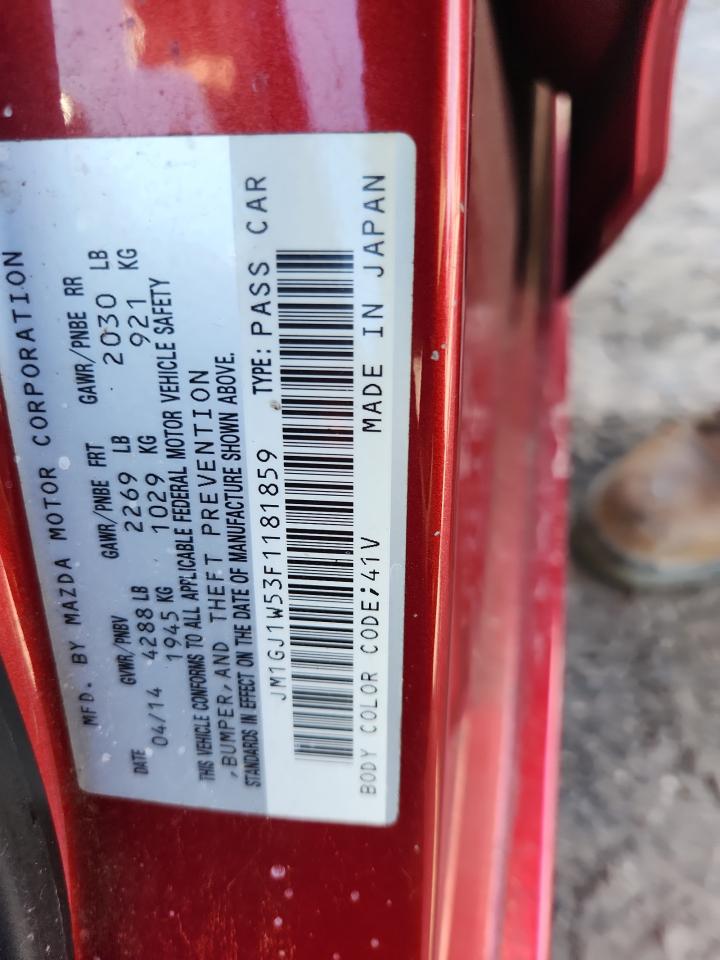 MFD. BY MAZDA MOTOR CORPORATION
DATE GVWR/PNBV GAWR/PNBE FRT GAWR/PNBE RR
04/14 4288 LB 2269 LB 2030 LB
1945 KG 1029 KG 921 KG
THIS VEHICLE CONFORMS TO ALL APPLICABLE FEDERAL MOTOR VEHICLE SAFETY
,BUMPER,AND THEFT PREVENTION
STANDARDS IN EFFECT ON THE DATE OF MANUFACTURE SHOWN ABOVE.
JM1GJ1W53F1181859 TYPE: PASS CAR
BODY COLOR CODE;41V MADE IN JAPAN